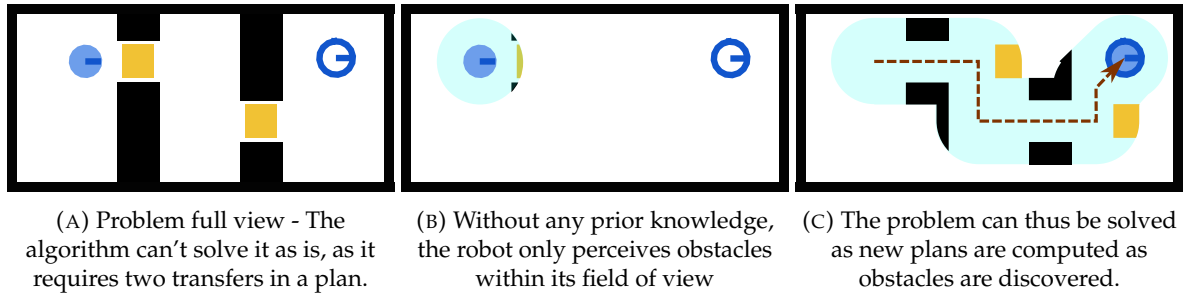 (A) Problem full view - The
algorithm can't solve it as is, as it
requires two transfers in a plan.
(B) Without any prior knowledge,
the robot only perceives obstacles
within its field of view
(C) The problem can thus be solved
as new plans are computed as
obstacles are discovered.